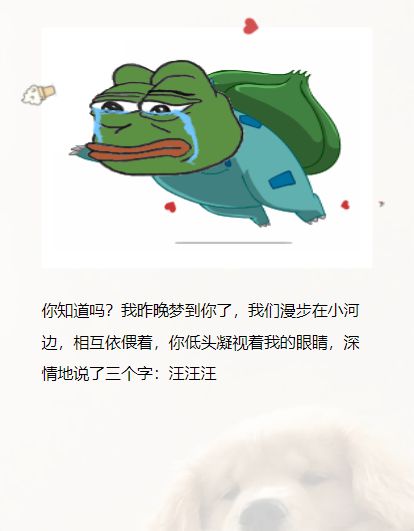 你知道吗？我昨晚梦到你了，我们漫步在小河
边，相互依偎着，你低头凝视着我的眼睛，深
情地说了三个字：汪汪汪